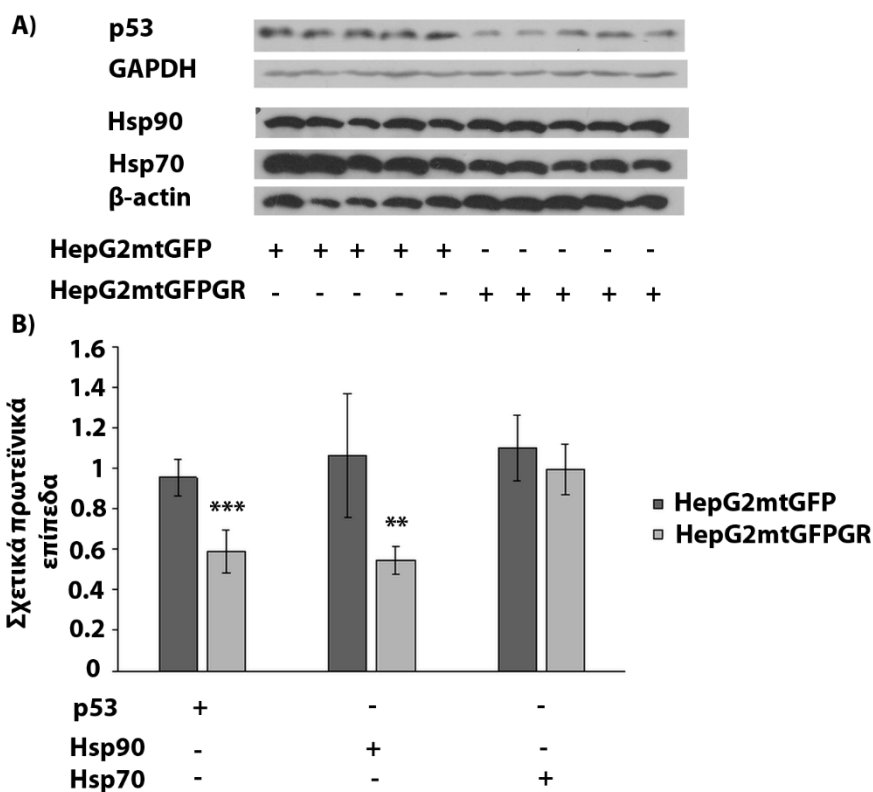 A)
p53
GAPDH
Hsp90
Hsp70
β-actin
HepG2mtGFP + + + + + - - - - -
HepG2mtGFPGR - - - - - + + + + +
B)
Σχετικά πρωτεϊνικά
επίπεδα
1.6
1.4
1.2
1
0.8
0.6
0.4
0.2
0
***
**
HepG2mtGFP
HepG2mtGFPGR
p53 + - -
Hsp90 - + -
Hsp70 - - +